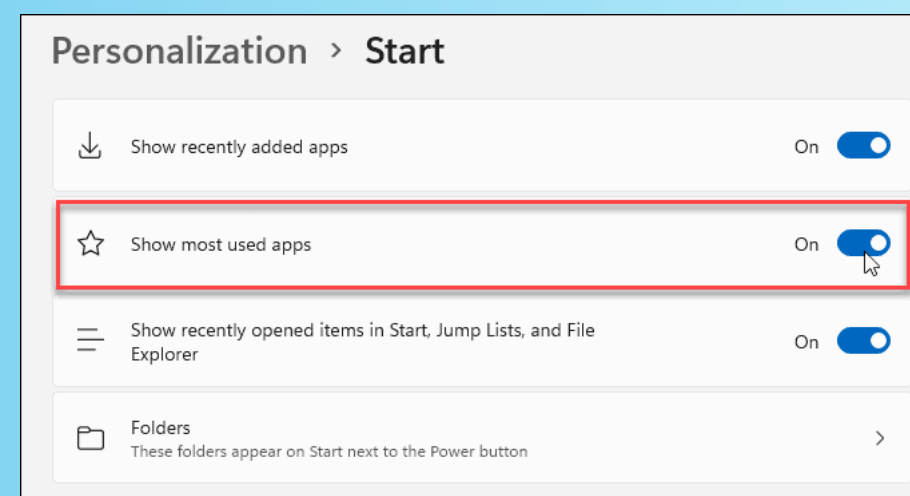 Personalization > Start
Show recently added apps On
Show most used apps On
Show recently opened items in Start, Jump Lists, and File
Explorer On
Folders
These folders appear on Start next to the Power button